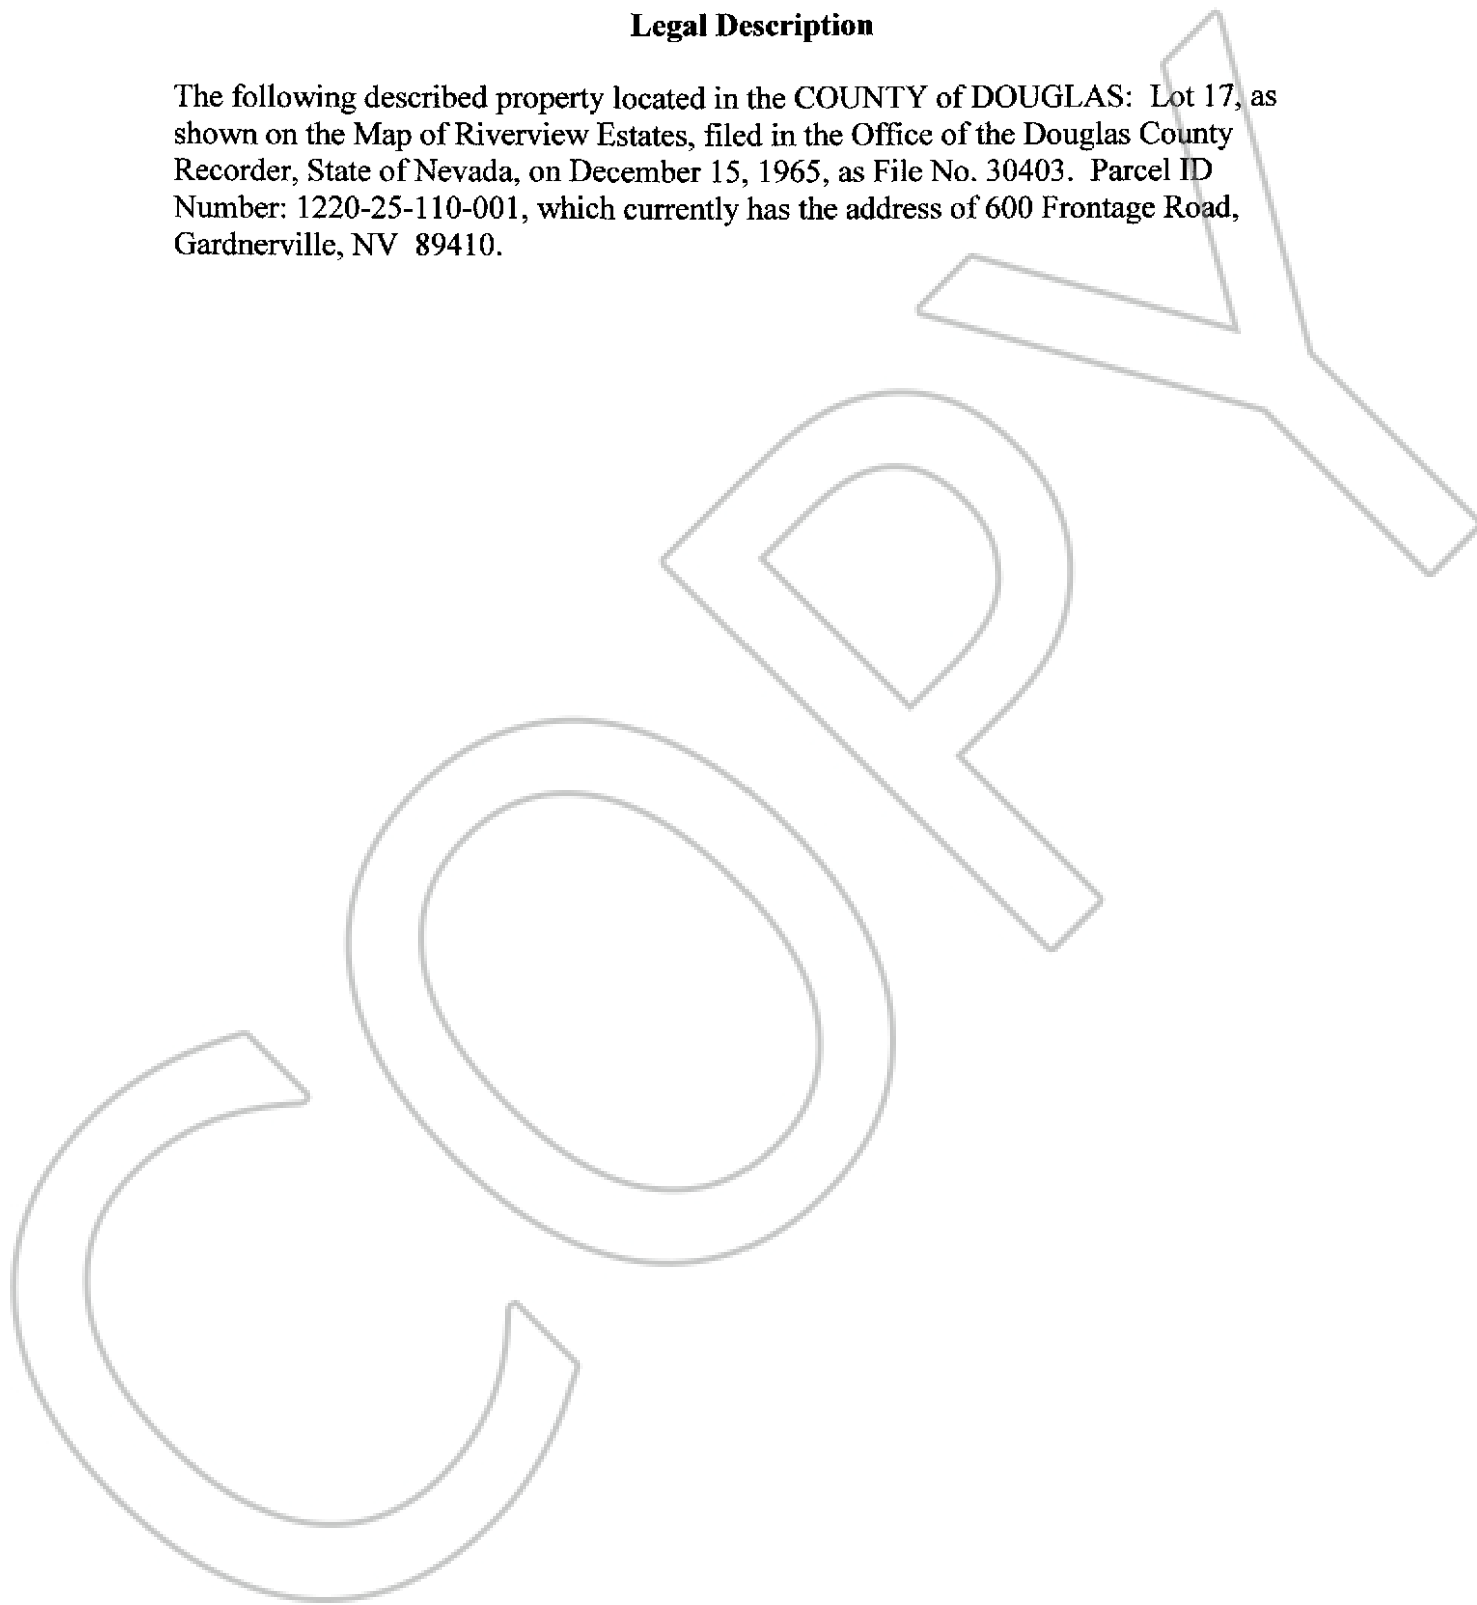 Legal Description
The following described property located in the COUNTY of DOUGLAS:  Lot 17, as
shown on the Map of Riverview Estates, filed in the Office of the Douglas County
Recorder, State of Nevada, on December 15, 1965, as File No. 30403.  Parcel ID
Number: 1220-25-110-001, which currently has the address of 600 Frontage Road,
Gardnerville, NV  89410.
COPY